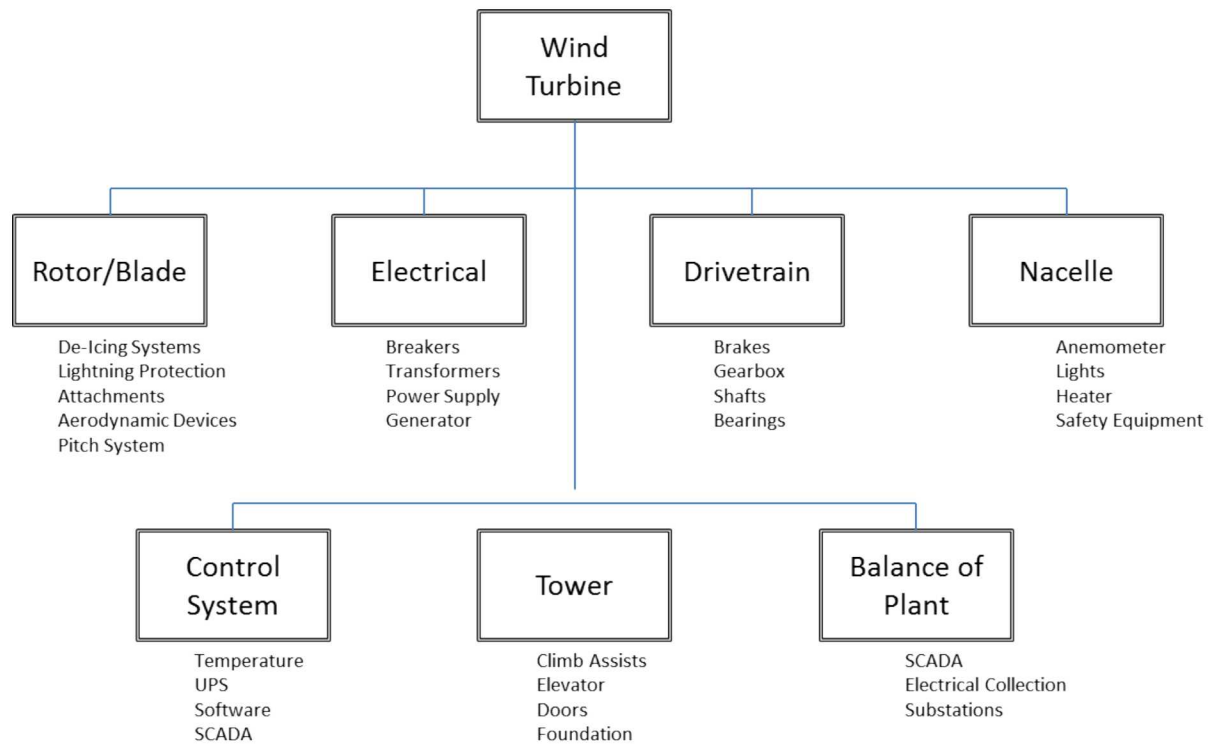 Wind
Turbine
Rotor/Blade
De-Icing Systems
Lightning Protection
Attachments
Aerodynamic Devices
Pitch System
Electrical
Breakers
Transformers
Power Supply
Generator
Drivetrain
Brakes
Gearbox
Shafts
Bearings
Nacelle
Anemometer
Lights
Heater
Safety Equipment
Control
System
Temperature
UPS
Software
SCADA
Tower
Climb Assists
Elevator
Doors
Foundation
Balance of
Plant
SCADA
Electrical Collection
Substations